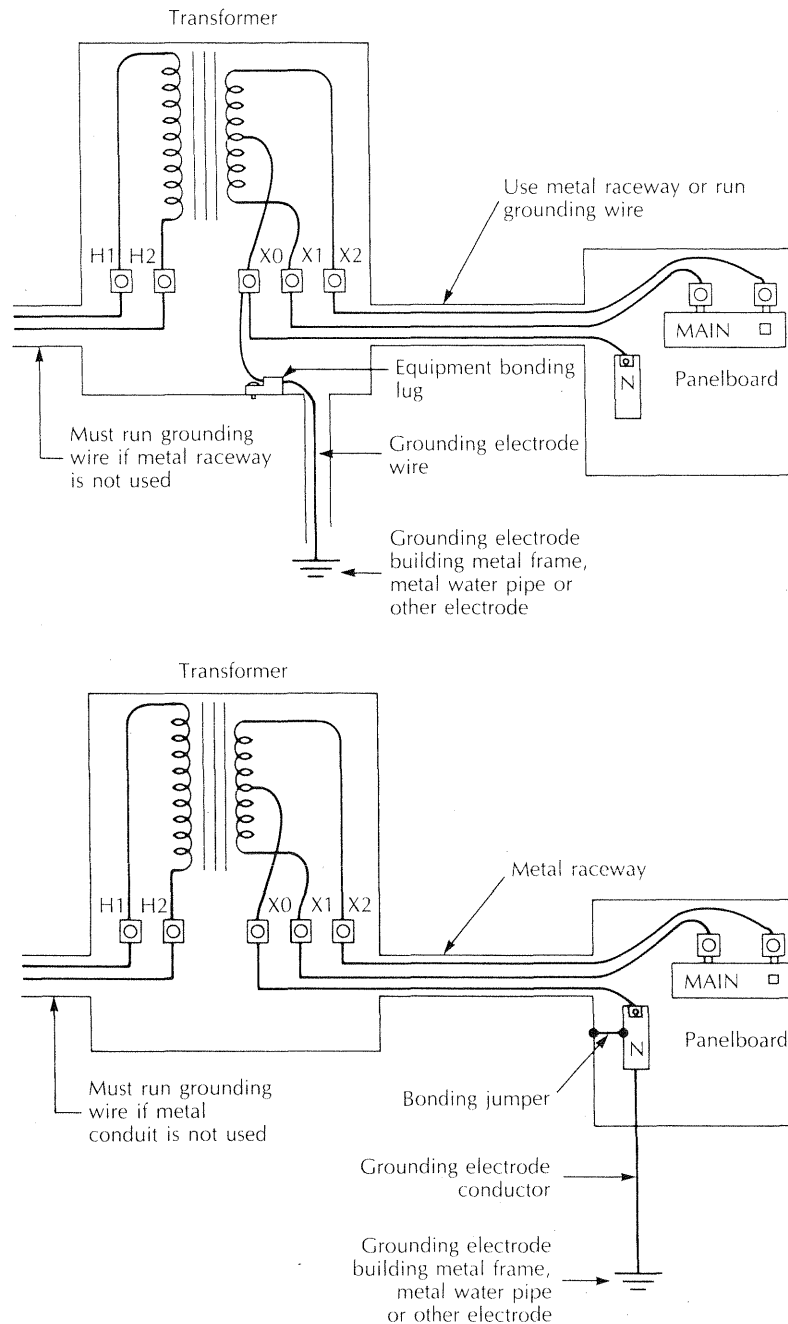 Transformer
Use metal raceway or run
grounding wire
H1 H2 X0 X1 X2
MAIN
N
Panelboard
Equipment bonding
lug
Must run grounding
wire if metal raceway
is not used
Grounding electrode
wire
Grounding electrode
building metal frame,
metal water pipe or
other electrode
Transformer
Metal raceway
H1 H2 X0 X1 X2
MAIN
N
Panelboard
Must run grounding
wire if metal
conduit is not used
Bonding jumper
Grounding electrode
conductor
Grounding electrode
building metal frame,
metal water pipe
or other electrode